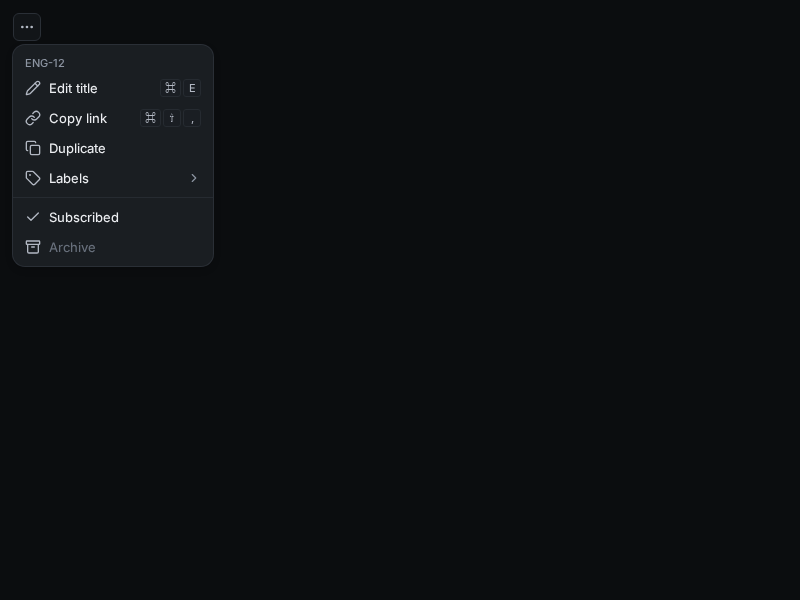 ENG-12
Edit title ⌘ E
Copy link ⌘ ⇧ ,
Duplicate
Labels
Subscribed
Archive